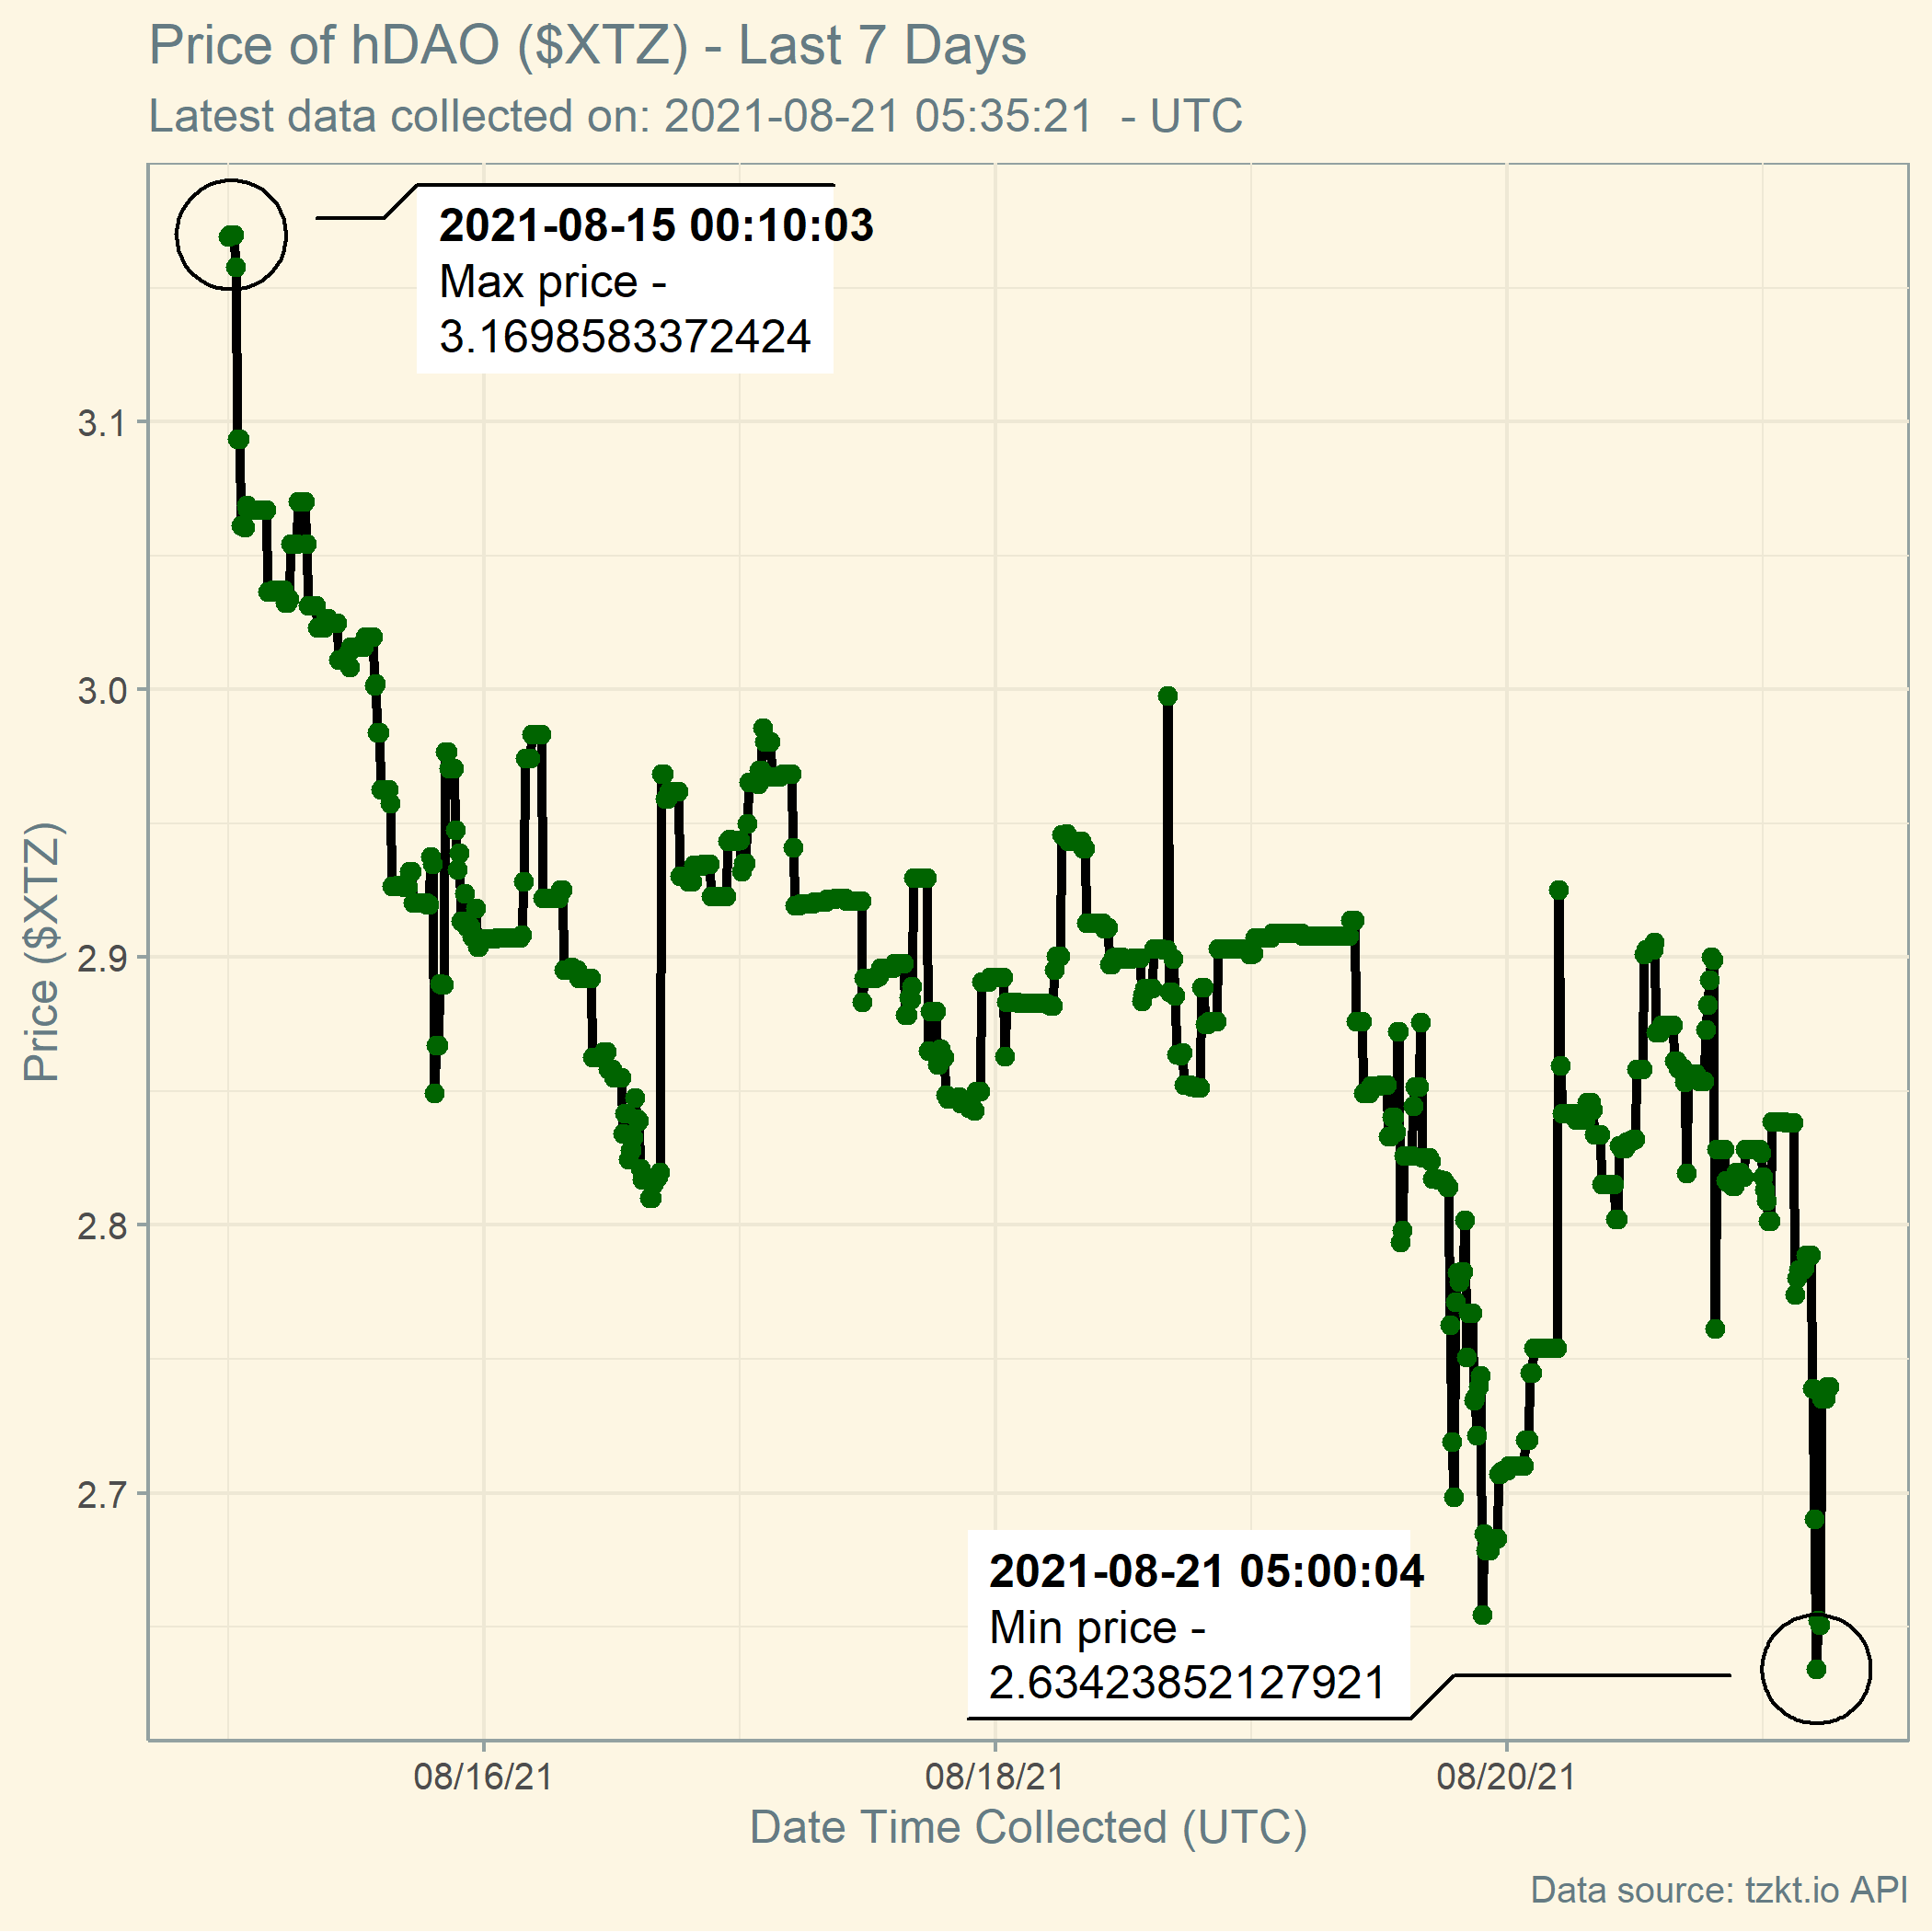 Price of hDAO ($XTZ) - Last 7 Days
Latest data collected on: 2021-08-21 05:35:21  - UTC
2021-08-15 00:10:03
Max price -
3.1698583372424
3.1
3.0
2.9
2.8
2.7
Price ($XTZ)
2021-08-21 05:00:04
Min price -
2.63423852127921
08/16/21
08/18/21
08/20/21
Date Time Collected (UTC)
Data source: tzkt.io API